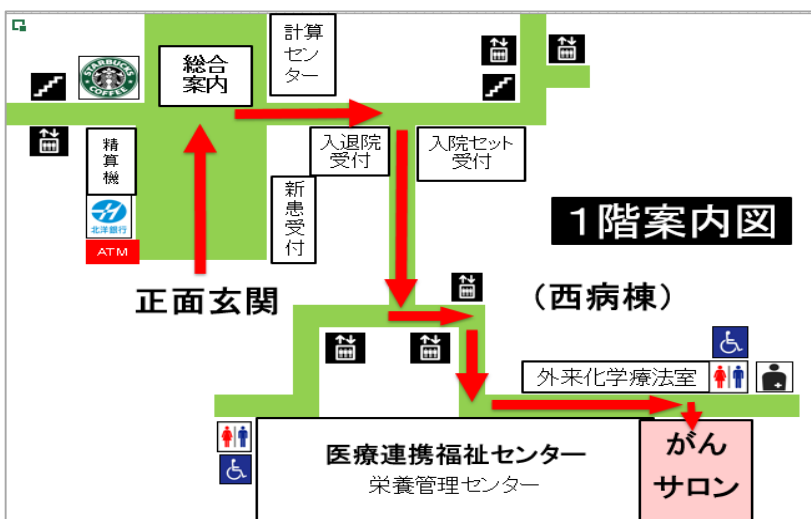 STARBUCKS
COFFEE
総合
案内
計算
センター
精
算
機
北洋銀行
ATM
新
患
受
付
入退院
受付
入院セット
受付
1階案内図
正面玄関
(西病棟)
外来化学療法室
医療連携福祉センター
栄養管理センター
がん
サロン